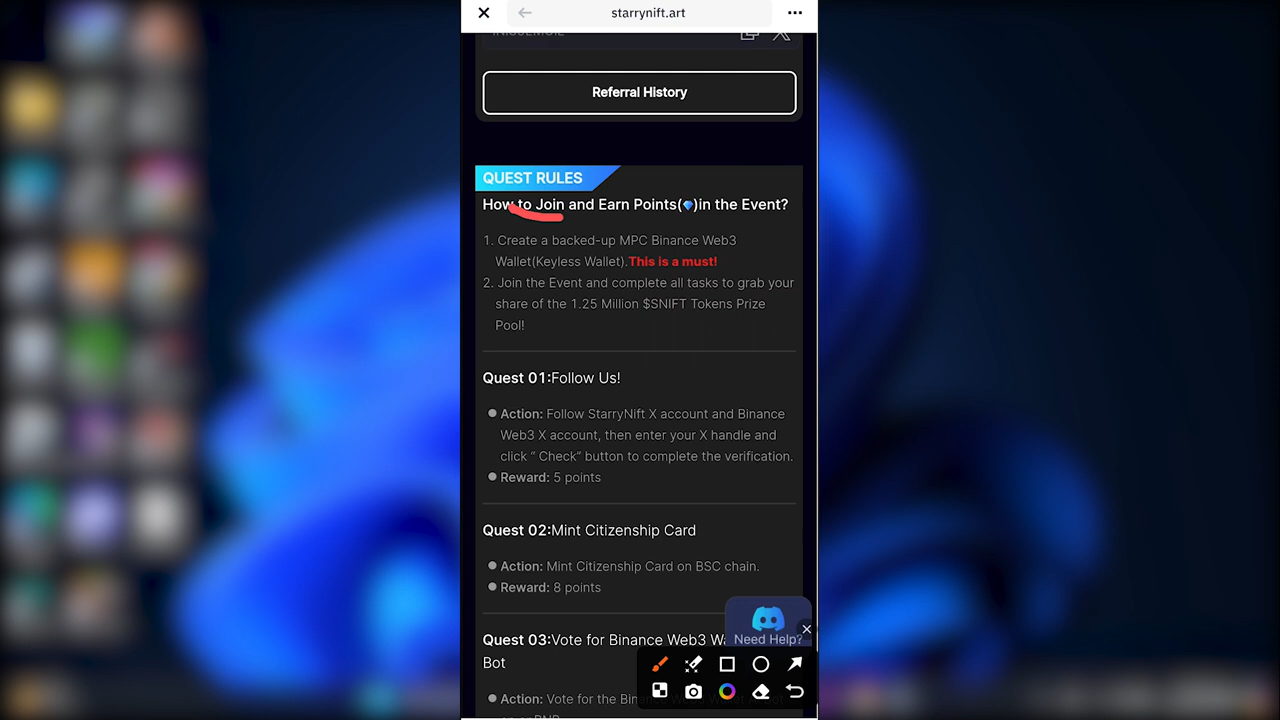 starrynift.art
Referral History
QUEST RULES
How to Join and Earn Points(💎)in the Event?
1. Create a backed-up MPC Binance Web3
Wallet(Keyless Wallet).This is a must!
2. Join the Event and complete all tasks to grab your
share of the 1.25 Million $SNIFT Tokens Prize
Pool!
Quest 01:Follow Us!
Action: Follow StarryNift X account and Binance
Web3 X account, then enter your X handle and
click “ Check“ button to complete the verification.
Reward: 5 points
Quest 02:Mint Citizenship Card
Action: Mint Citizenship Card on BSC chain.
Reward: 8 points
Need Help?
Quest 03:Vote for Binance Web3
Bot
Action: Vote for the